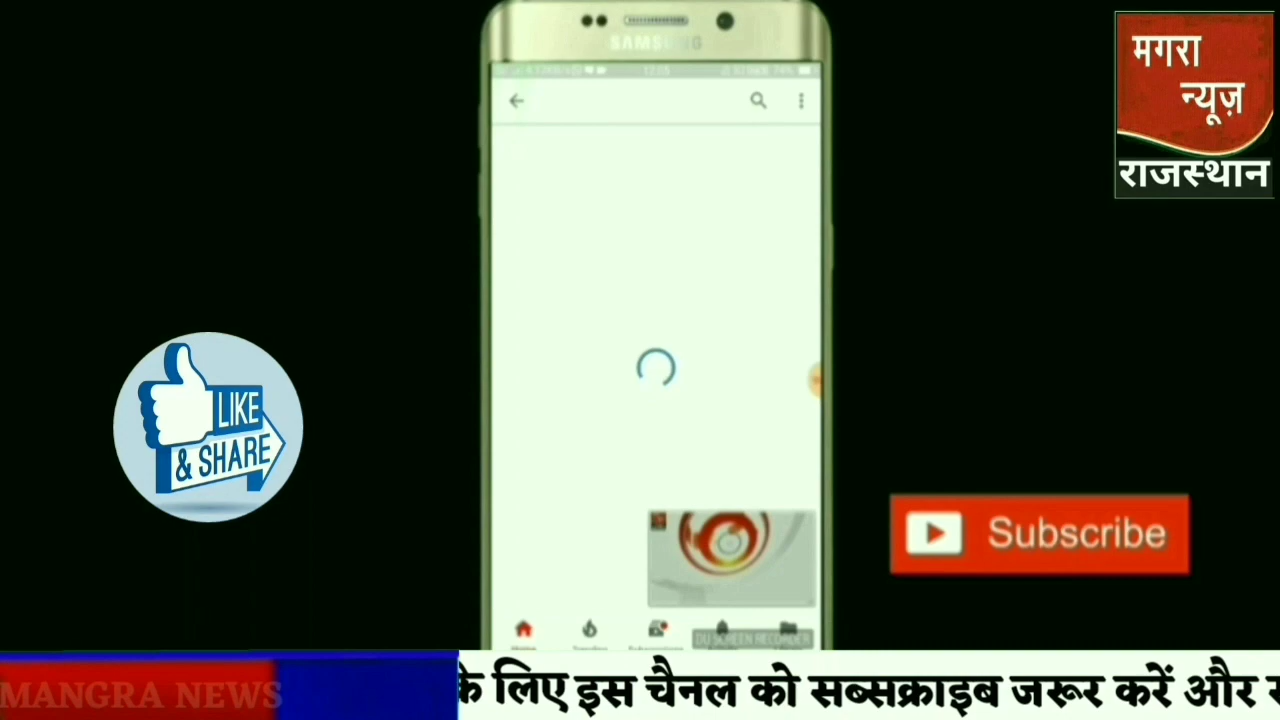 SAMSUNG
मगरा
न्यूज़
राजस्थान
LIKE
& SHARE
Subscribe
DU SCREEN RECORDER
MANGRA NEWS
के लिए इस चैनल को सब्सक्राइब जरूर करें और